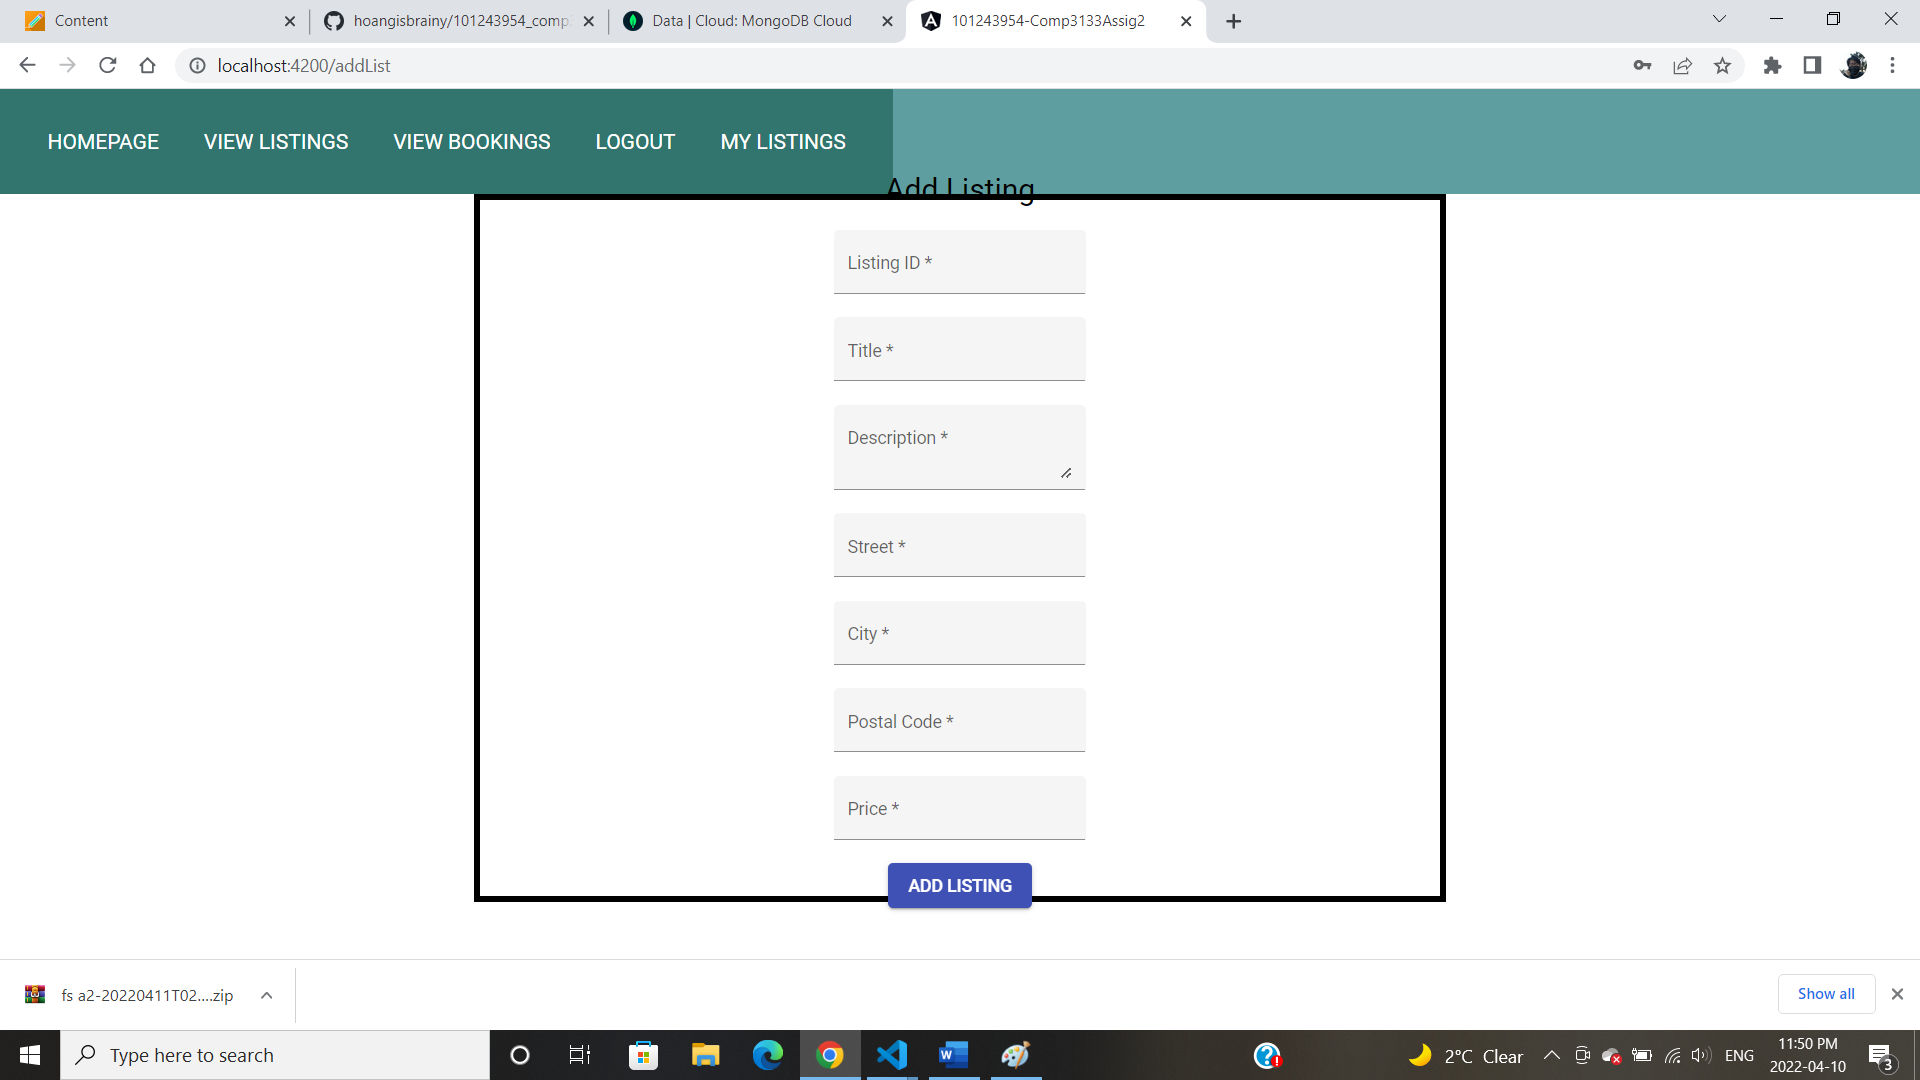 Content
hoangisbrainy/101243954_comp
Data | Cloud: MongoDB Cloud
101243954-Comp3133Assig2
localhost:4200/addList
HOMEPAGE VIEW LISTINGS VIEW BOOKINGS LOGOUT MY LISTINGS
Add Listing
Listing ID *
Title *
Description *
Street *
City *
Postal Code *
Price *
ADD LISTING
fs a2-20220411T02....zip
Show all
Type here to search
2°C Clear
ENG
11:50 PM
2022-04-10
3